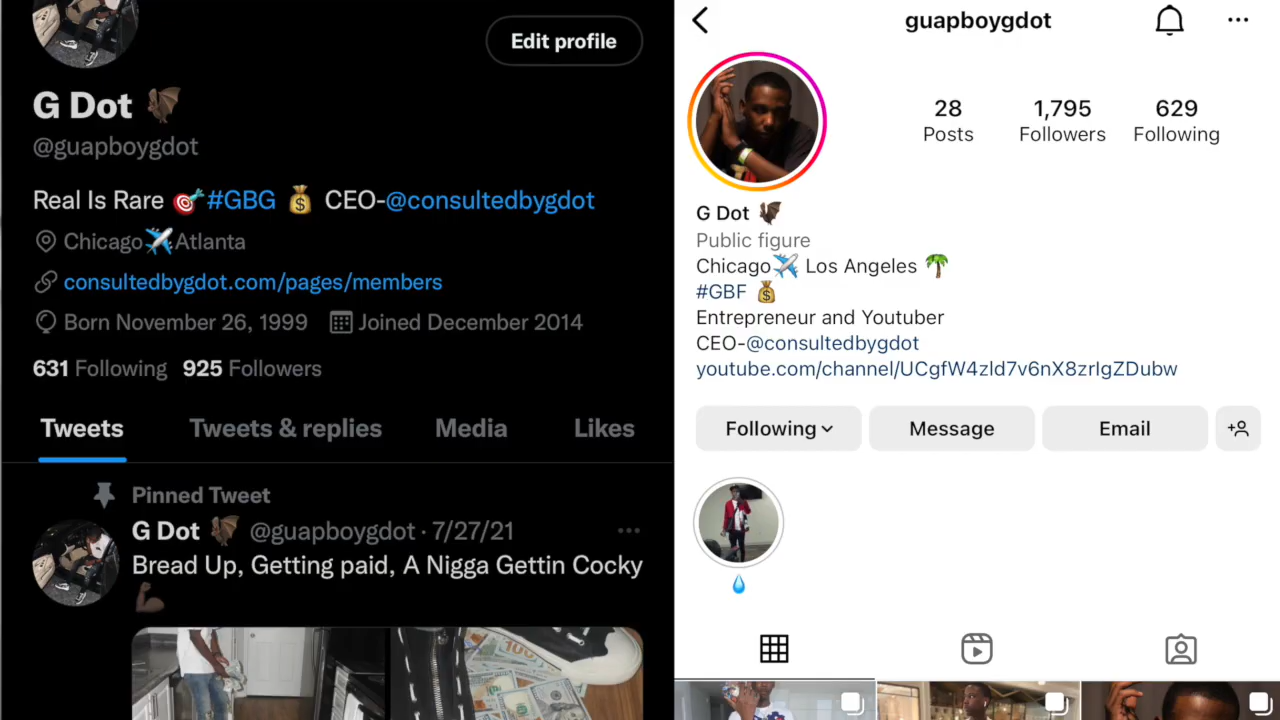 Edit profile
G Dot 🦇
@guapboygdot
Real Is Rare 🎯#GBG 💰 CEO-@consultedbygdot
Chicago✈️Atlanta
consultedbygdot.com/pages/members
Born November 26, 1999 Joined December 2014
631 Following 925 Followers
Tweets Tweets & replies Media Likes
Pinned Tweet
G Dot 🦇 @guapboygdot · 7/27/21 ...
Bread Up, Getting paid, A Nigga Gettin Cocky
💪🏿
guapboygdot
28 1,795 629
Posts Followers Following
G Dot 🦇
Public figure
Chicago✈️ Los Angeles 🌴
#GBF 💰
Entrepreneur and Youtuber
CEO-@consultedbygdot
youtube.com/channel/UCgfW4zld7v6nX8zrIgZDubw
Following Message Email
💧